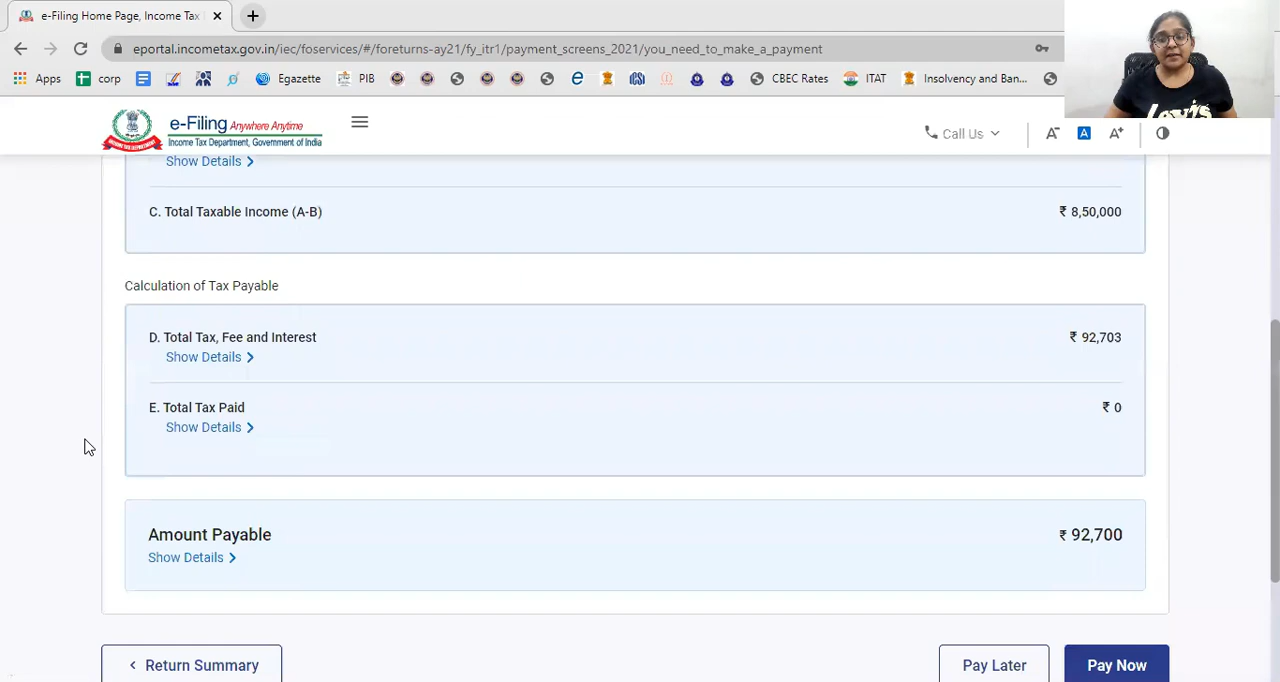 e-Filing Home Page, Income Tax
eportal.incometax.gov.in/iec/foservices/#/foreturns-ay21/fy_itr1/payment_screens_2021/you_need_to_make_a_payment
Apps corp Egazette PIB CBEC Rates ITAT Insolvency and Ban...
e-Filing Anywhere Anytime
Income Tax Department, Government of India
Call Us A- A A+
Show Details >
C. Total Taxable Income (A-B) ₹ 8,50,000
Calculation of Tax Payable
D. Total Tax, Fee and Interest ₹ 92,703
Show Details >
E. Total Tax Paid ₹ 0
Show Details >
Amount Payable ₹ 92,700
Show Details >
< Return Summary Pay Later Pay Now